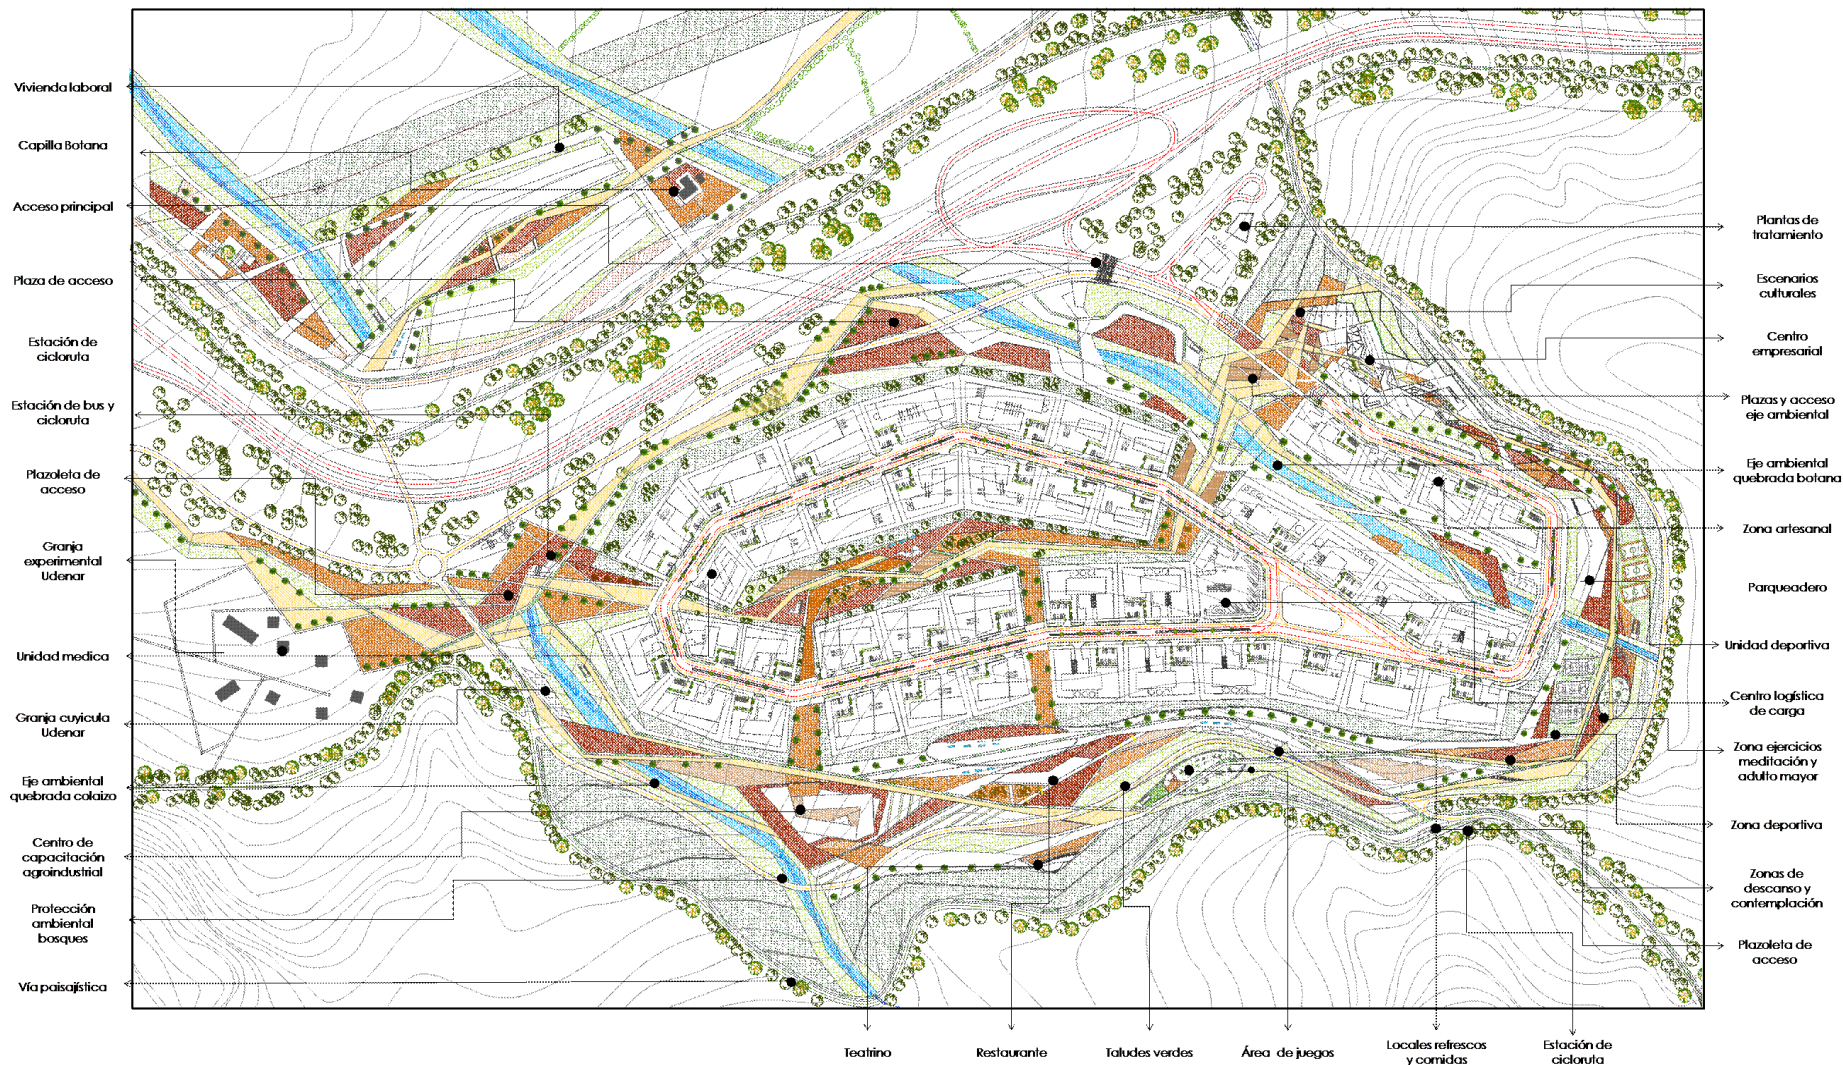 Vivienda laboral
Capilla Botana
Acceso principal
Plaza de acceso
Estación de
cicloruta
Estación de bus y
cicloruta
Plazoleta de
acceso
Granja
experimental
Udenar
Unidad medica
Granja cuyicula
Udenar
Eje ambiental
quebrada colaizo
Centro de
capacitación
agroindustrial
Protección
ambiental
bosques
Vía paisajística
Plantas de
tratamiento
Escenarios
culturales
Centro
empresarial
Plazas y acceso
eje ambiental
Eje ambiental
quebrada botana
Zona artesanal
Parqueadero
Unidad deportiva
Centro logística
de carga
Zona ejercicios
meditación y
adulto mayor
Zona deportiva
Zonas de
descanso y
contemplación
Plazoleta de
acceso
Teatrino
Restaurante
Taludes verdes
Área de juegos
Locales refrescos
y comidas
Estación de
cicloruta